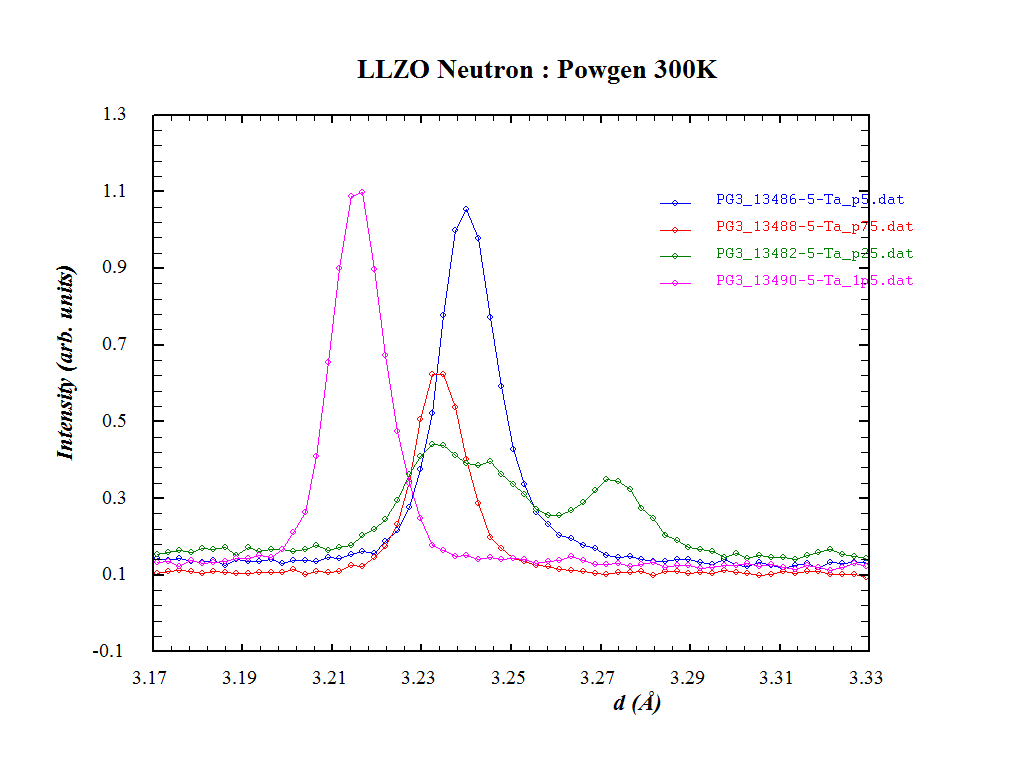 LLZO Neutron : Powgen 300K
1.3
1.1
0.9
0.7
0.5
0.3
0.1
-0.1
Intensity (arb. units)
PG3_13486-5-Ta_p5.dat
PG3_13488-5-Ta_p75.dat
PG3_13482-5-Ta_p25.dat
PG3_13490-5-Ta_1p5.dat
3.17 3.19 3.21 3.23 3.25 3.27 3.29 3.31 3.33
d (Å)